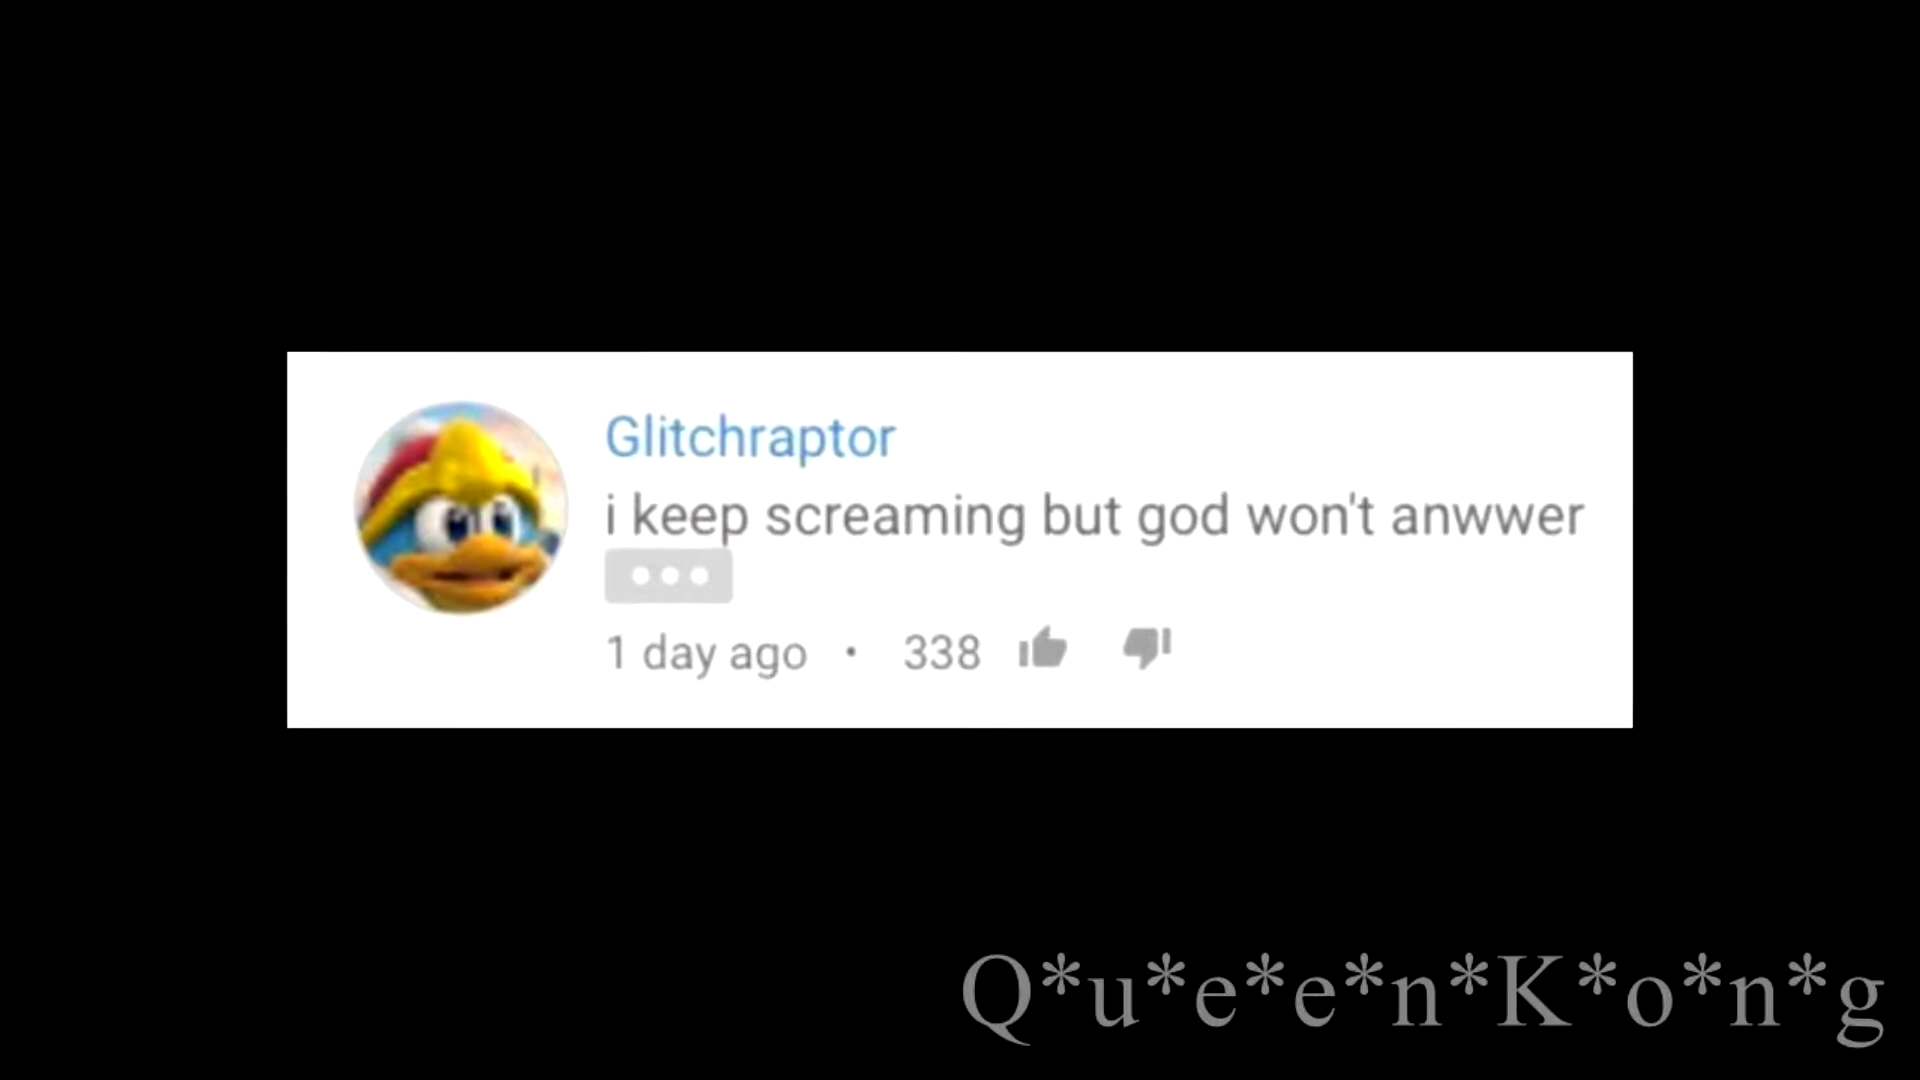 Glitchraptor
i keep screaming but god won't anwwer
1 day ago • 338
Q*u*e*e*n*K*o*n*g